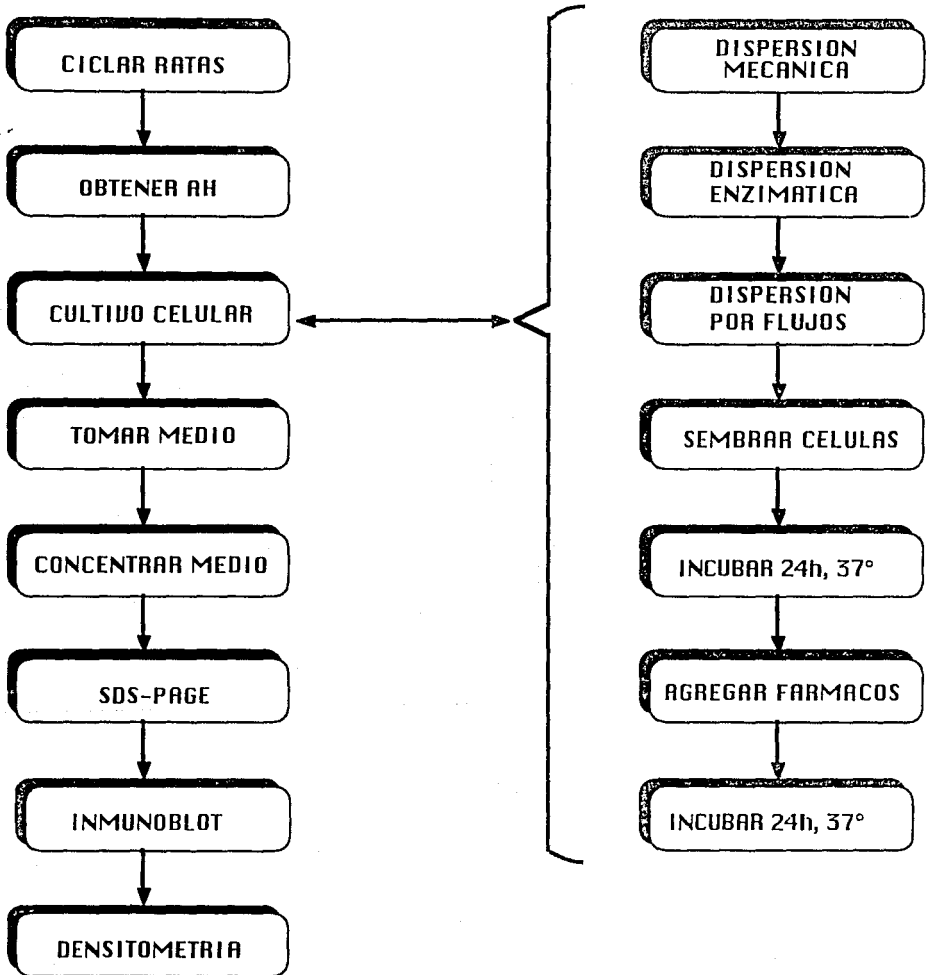 CICLAR RATAS
OBTENER AH
CULTIVO CELULAR
TOMAR MEDIO
CONCENTRAR MEDIO
SDS-PAGE
INMUNOBLOT
DENSITOMETRIA
DISPERSION
MECANICA
DISPERSION
ENZIMATICA
DISPERSION
POR FLUJOS
SEMBRAR CELULAS
INCUBAR 24h, 37°
AGREGAR FARMACOS
INCUBAR 24h, 37°